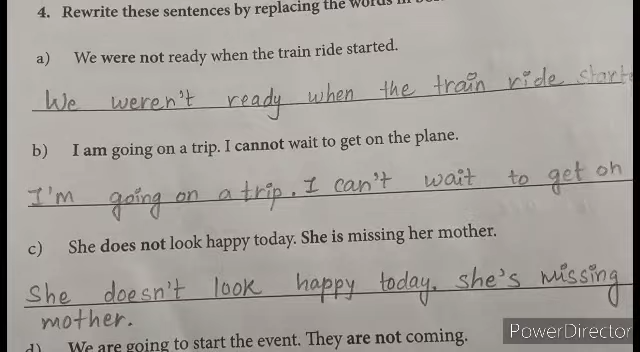 4. Rewrite these sentences by replacing the words in
a) We were not ready when the train ride started.
We weren't ready when the train ride start
b) I am going on a trip. I cannot wait to get on the plane.
I'm going on a trip. I can't wait to get on
c) She does not look happy today. She is missing her mother.
She doesn't look happy today. she's missing
mother.
d) We are going to start the event. They are not coming.
PowerDirector